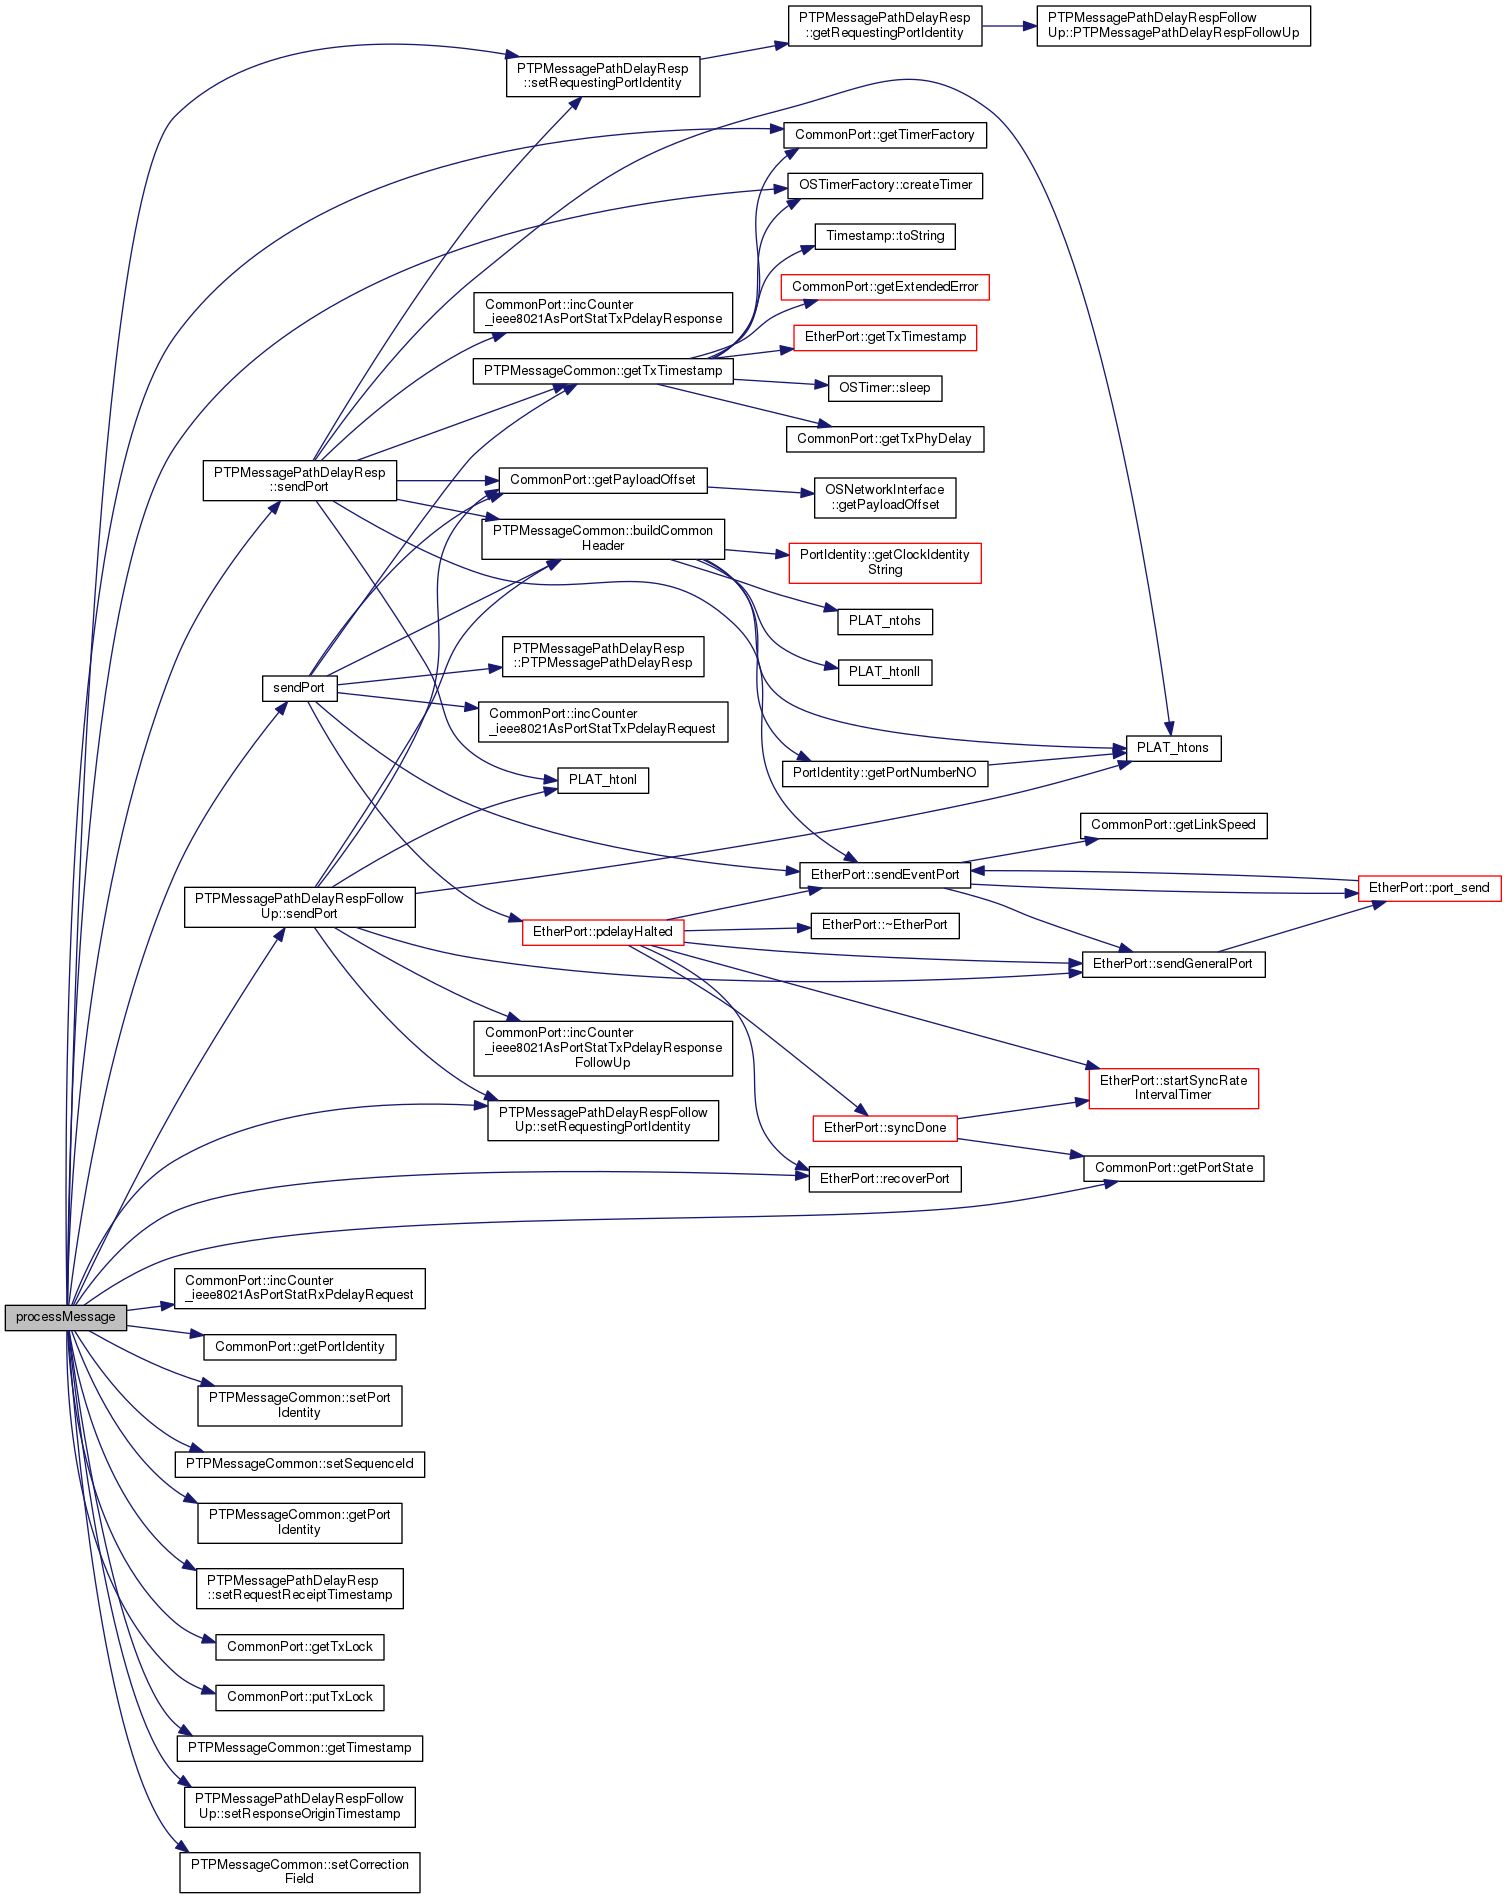 PTPMessagePathDelayResp
::getRequestingPortIdentity
PTPMessagePathDelayRespFollow
Up::PTPMessagePathDelayRespFollowUp
PTPMessagePathDelayResp
::setRequestingPortIdentity
CommonPort::getTimerFactory
OSTimerFactory::createTimer
Timestamp::toString
CommonPort::getExtendedError
CommonPort::incCounter
_ieee8021AsPortStatTxPdelayResponse
EtherPort::getTxTimestamp
PTPMessageCommon::getTxTimestamp
OSTimer::sleep
CommonPort::getTxPhyDelay
PTPMessagePathDelayResp
::sendPort
CommonPort::getPayloadOffset
OSNetworkInterface
::getPayloadOffset
PTPMessageCommon::buildCommon
Header
PortIdentity::getClockIdentity
String
PLAT_ntohs
PTPMessagePathDelayResp
::PTPMessagePathDelayResp
PLAT_htonll
sendPort
CommonPort::incCounter
_ieee8021AsPortStatTxPdelayRequest
PLAT_htons
PortIdentity::getPortNumberNO
PLAT_htonl
CommonPort::getLinkSpeed
EtherPort::sendEventPort
EtherPort::port_send
PTPMessagePathDelayRespFollow
Up::sendPort
EtherPort::pdelayHalted
EtherPort::~EtherPort
EtherPort::sendGeneralPort
CommonPort::incCounter
_ieee8021AsPortStatTxPdelayResponse
FollowUp
EtherPort::startSyncRate
IntervalTimer
PTPMessagePathDelayRespFollow
Up::setRequestingPortIdentity
EtherPort::syncDone
CommonPort::getPortState
EtherPort::recoverPort
CommonPort::incCounter
_ieee8021AsPortStatRxPdelayRequest
processMessage
CommonPort::getPortIdentity
PTPMessageCommon::setPort
Identity
PTPMessageCommon::setSequenceId
PTPMessageCommon::getPort
Identity
PTPMessagePathDelayResp
::setRequestReceiptTimestamp
CommonPort::getTxLock
CommonPort::putTxLock
PTPMessageCommon::getTimestamp
PTPMessagePathDelayRespFollow
Up::setResponseOriginTimestamp
PTPMessageCommon::setCorrection
Field